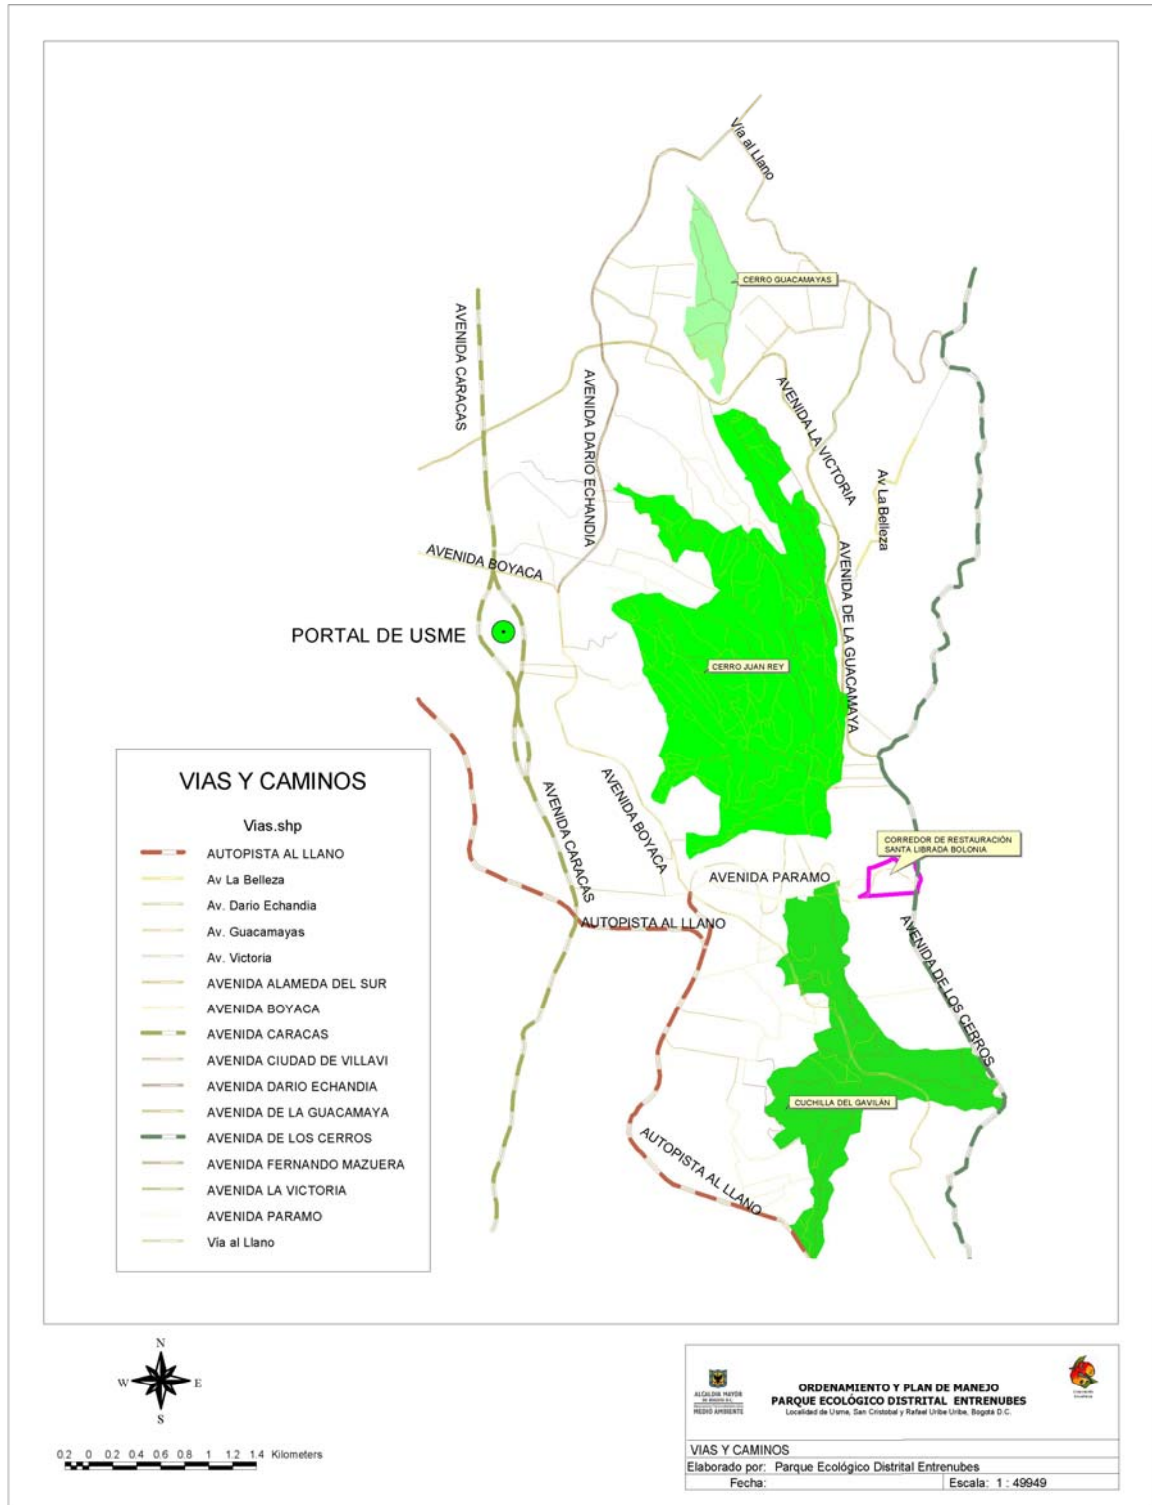 Vía al Llano
CERRO GUACAMAYAS
AVENIDA CARACAS
AVENIDA DARIO ECHANDIA
AVENIDA LA VICTORIA
Av La Belleza
AVENIDA BOYACA
AVENIDA DE LA GUACAMAYA
PORTAL DE USME
CERRO JUAN REY
AVENIDA BOYACA
AVENIDA CARACAS
CORREDOR DE RESTAURACIÓN
SANTA LIBRADA BOLONIA
AVENIDA PARAMO
AUTOPISTA AL LLANO
AVENIDA DE LOS CERROS
CUCHILLA DEL GAVILÁN
AUTOPISTA AL LLANO
VIAS Y CAMINOS
Vias.shp
AUTOPISTA AL LLANO
Av La Belleza
Av. Dario Echandia
Av. Guacamayas
Av. Victoria
AVENIDA ALAMEDA DEL SUR
AVENIDA BOYACA
AVENIDA CARACAS
AVENIDA CIUDAD DE VILLAVI
AVENIDA DARIO ECHANDIA
AVENIDA DE LA GUACAMAYA
AVENIDA DE LOS CERROS
AVENIDA FERNANDO MAZUERA
AVENIDA LA VICTORIA
AVENIDA PARAMO
Vía al Llano
N
W E
S
0.2 0 0.2 0.4 0.6 0.8 1 1.2 1.4 Kilometers
ALCALDIA MAYOR
DE BOGOTA D.C.
MEDIO AMBIENTE
ORDENAMIENTO Y PLAN DE MANEJO
PARQUE ECOLÓGICO DISTRITAL ENTRENUBES
Localidad de Usme, San Cristobal y Rafael Uribe Uribe, Bogotá D.C.
VIAS Y CAMINOS
Elaborado por: Parque Ecológico Distrital Entrenubes
Fecha: Escala: 1 : 49949